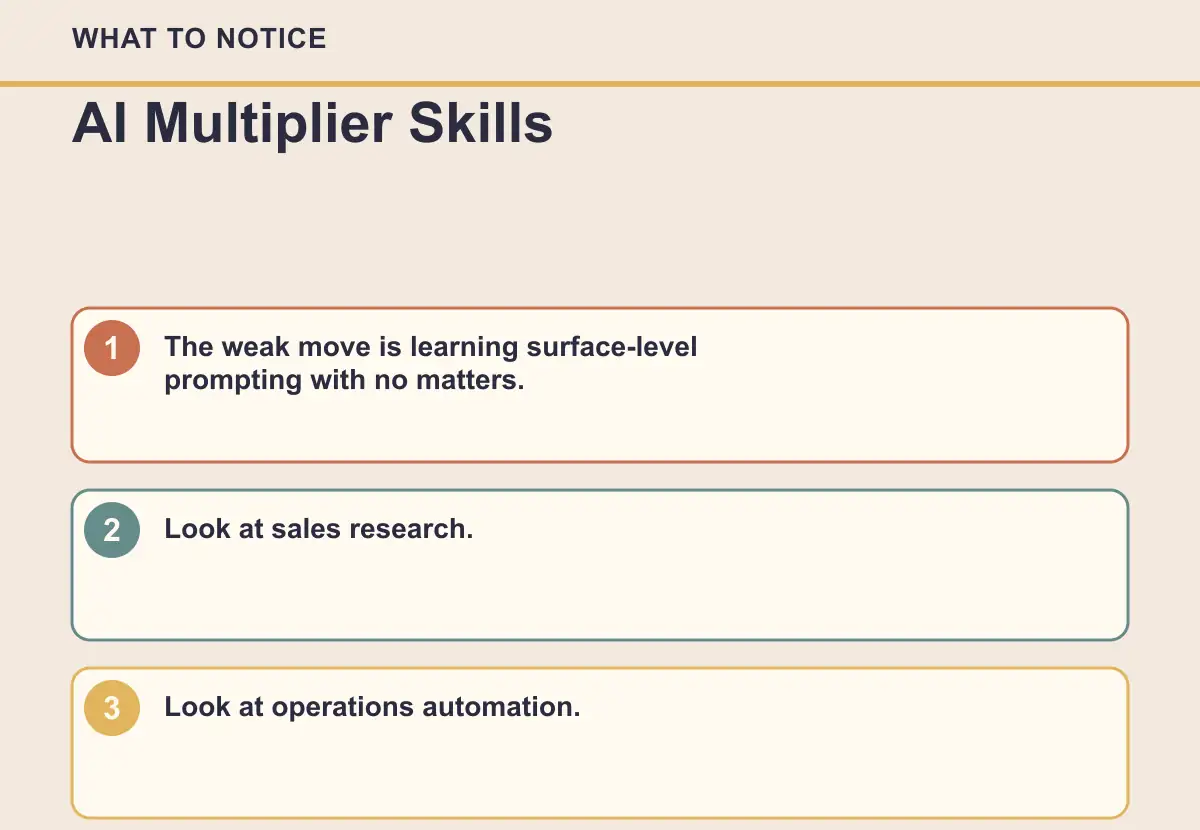 WHAT TO NOTICE
AI Multiplier Skills
1
The weak move is learning surface-level
prompting with no matters.
2
Look at sales research.
3
Look at operations automation.